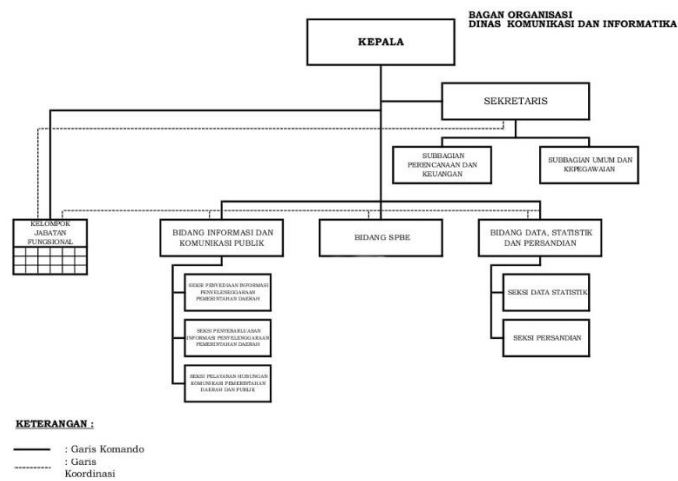 BAGAN ORGANISASI
DINAS KOMUNIKASI DAN INFORMATIKA
KEPALA
SEKRETARIS
SUBBAGIAN
PERENCANAAN DAN
KEUANGAN
SUBBAGIAN UMUM DAN
KEPEGAWAIAN
KELOMPOK
JABATAN
FUNGSIONAL
BIDANG INFORMASI DAN
KOMUNIKASI PUBLIK
BIDANG SPBE
BIDANG DATA, STATISTIK
DAN PERSANDIAN
SEKSI PENYEDIAAN INFORMASI
PENYELENGGARAAN
PEMERINTAHAN DAERAH
SEKSI PENYEBARLUASAN
INFORMASI PENYELENGGARAAN
PEMERINTAHAN DAERAH
SEKSI PELAYANAN HUBUNGAN
KOMUNIKASI PEMERINTAHAN
DAERAH DAN PUBLIK
SEKSI DATA STATISTIK
SEKSI PERSANDIAN
KETERANGAN :
: Garis Komando
: Garis
Koordinasi